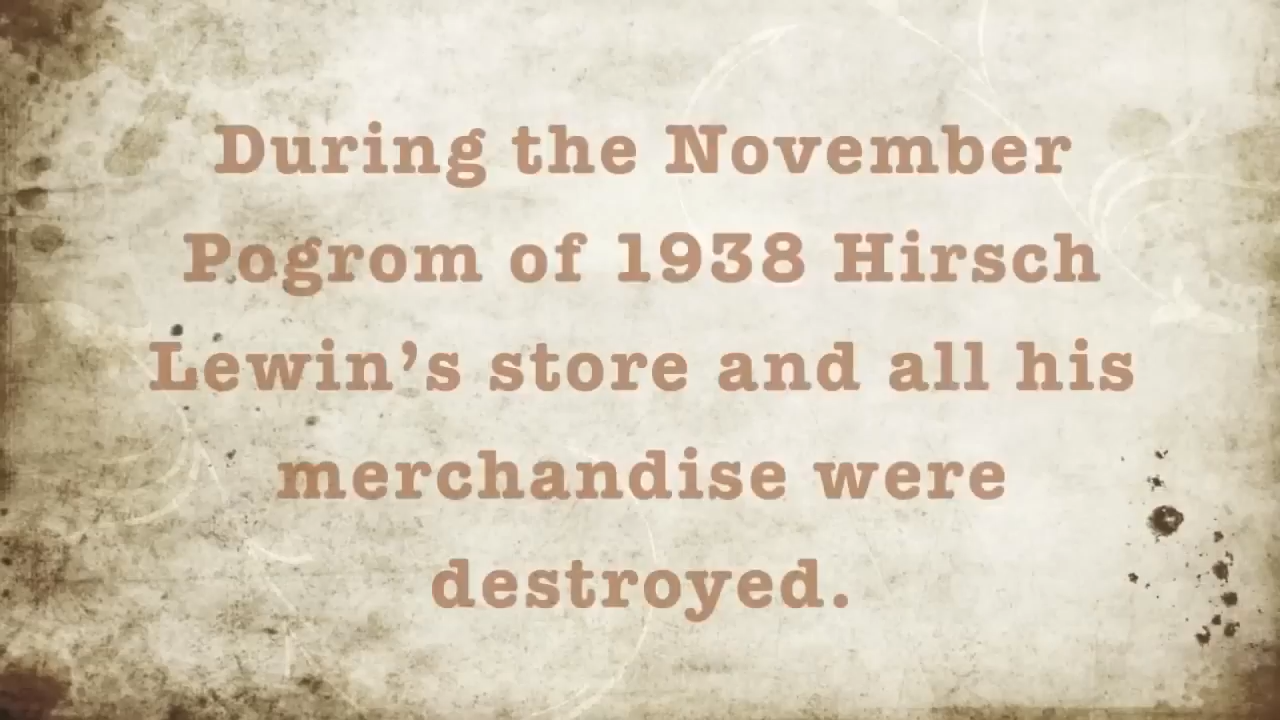 During the November
Pogrom of 1938 Hirsch
Lewin’s store and all his
merchandise were
destroyed.